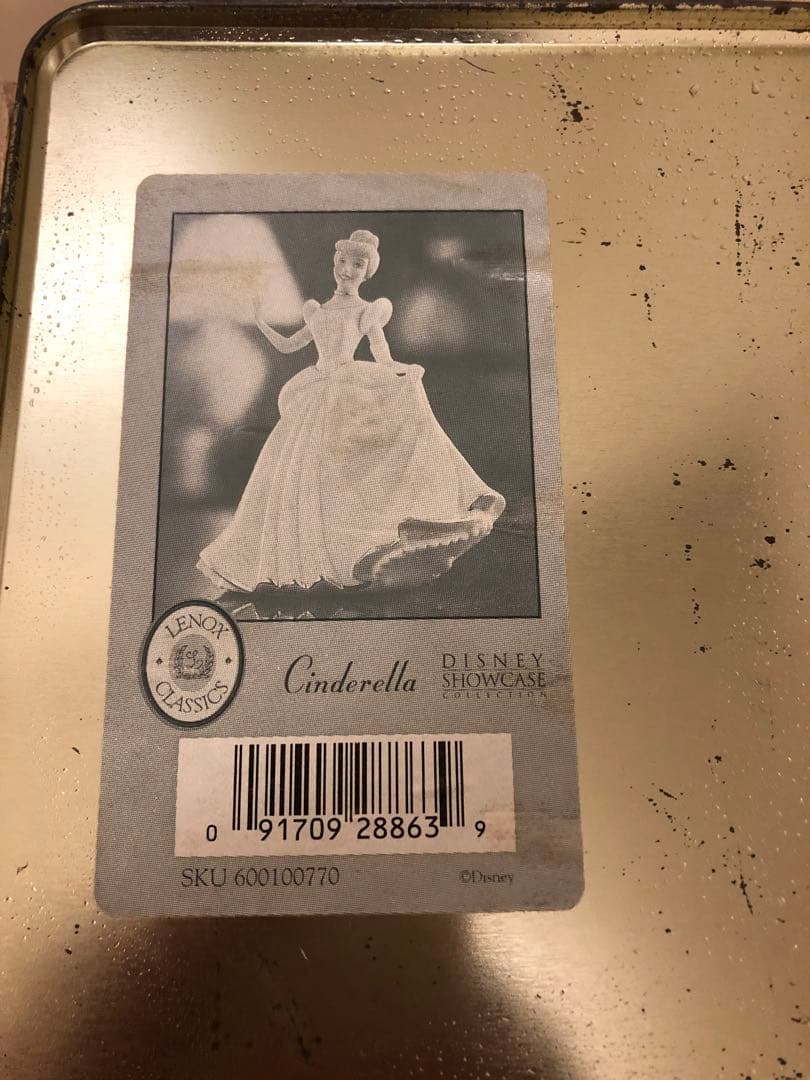 LENOX
CLASSICS
Cinderella
DISNEY
SHOWCASE
COLLECTION
0 91709 28863 9
SKU 600100770
©Disney